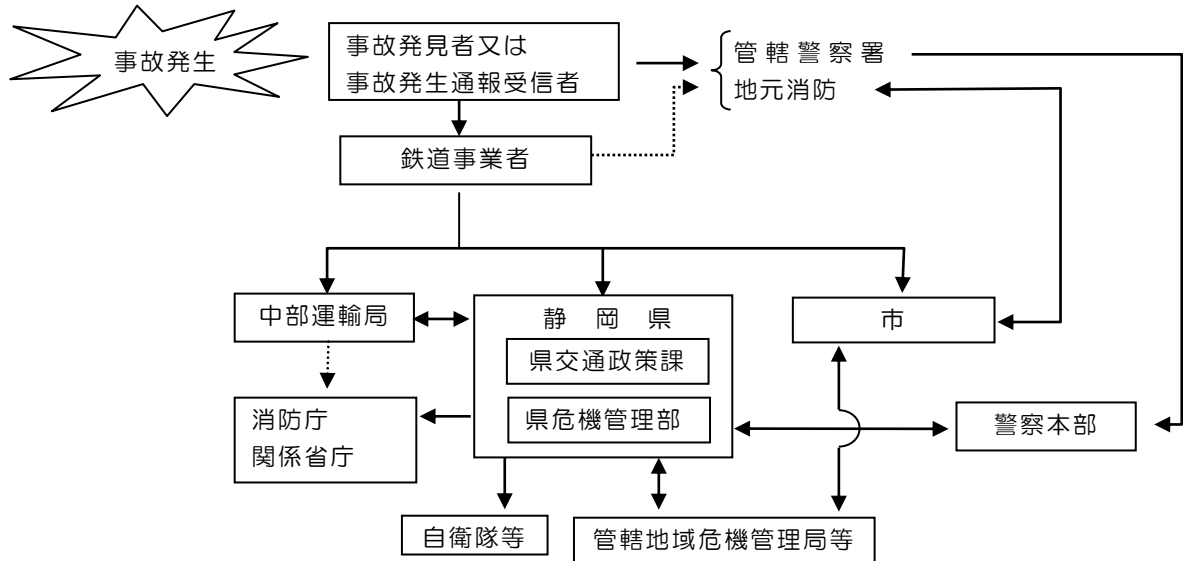 事故発生
事故発見者又は
事故発生通報受信者
管轄警察署
地元消防
鉄道事業者
中部運輸局
静岡県
市
県交通政策課
県危機管理部
消防庁
関係省庁
警察本部
自衛隊等
管轄地域危機管理局等